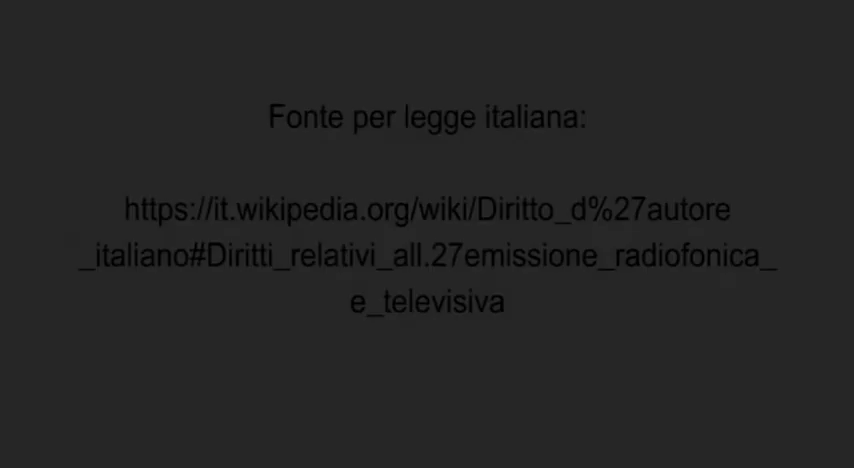 Fonte per legge italiana:
https://it.wikipedia.org/wiki/Diritto_d%27autore
_italiano#Diritti_relativi_all.27emissione_radiofonica_
e_televisiva